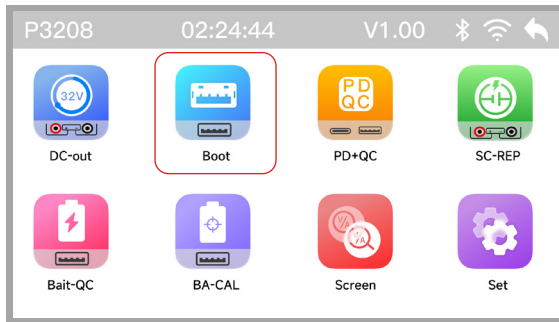 P3208 02:24:44 V1.00
32V PD
QC
DC-out Boot PD+QC SC-REP
V/A V/A
Bait-QC BA-CAL Screen Set